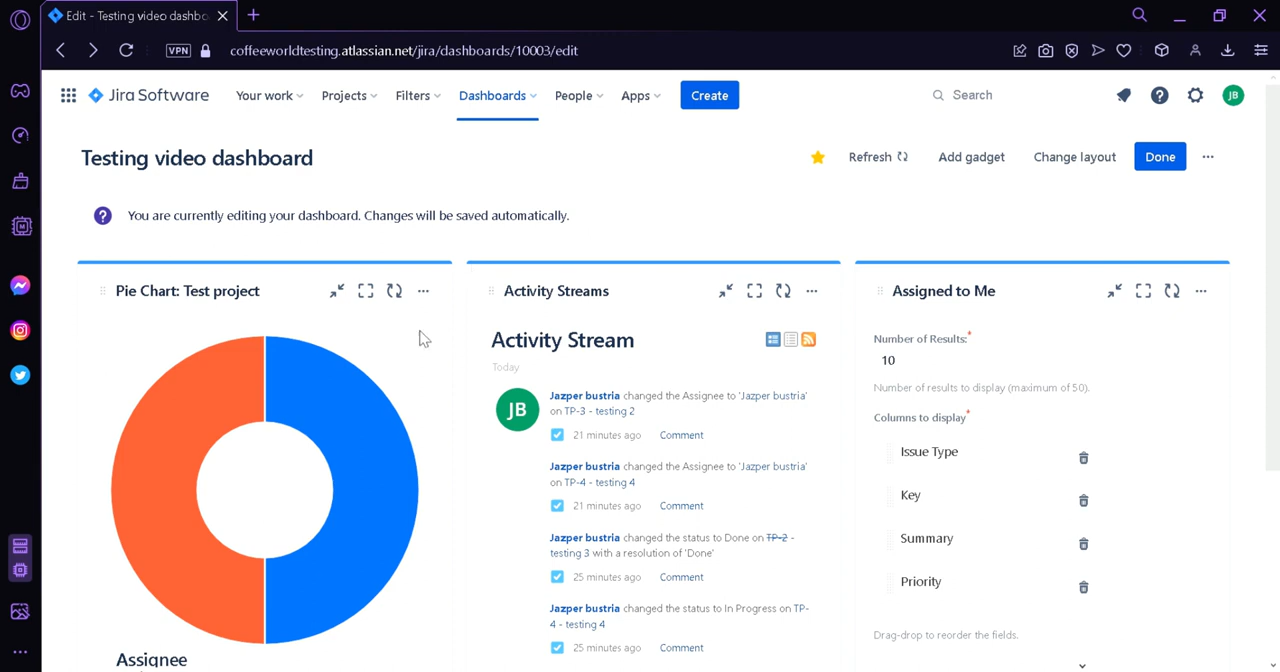 Edit - Testing video dashbo
VPN
coffeeworldtesting.atlassian.net/jira/dashboards/10003/edit
Jira Software
Your work
Projects
Filters
Dashboards
People
Apps
Create
Search
JB
Testing video dashboard
Refresh
Add gadget
Change layout
Done
You are currently editing your dashboard. Changes will be saved automatically.
Pie Chart: Test project
Assignee
Activity Streams
Activity Stream
Today
JB
Jazper bustria changed the Assignee to 'Jazper bustria'
on TP-3 - testing 2
21 minutes ago Comment
Jazper bustria changed the Assignee to 'Jazper bustria'
on TP-4 - testing 4
21 minutes ago Comment
Jazper bustria changed the status to Done on TP-2 -
testing 3 with a resolution of 'Done'
25 minutes ago Comment
Jazper bustria changed the status to In Progress on TP-
4 - testing 4
25 minutes ago Comment
Assigned to Me
Number of Results:*
10
Number of results to display (maximum of 50).
Columns to display*
Issue Type
Key
Summary
Priority
Drag-drop to reorder the fields.